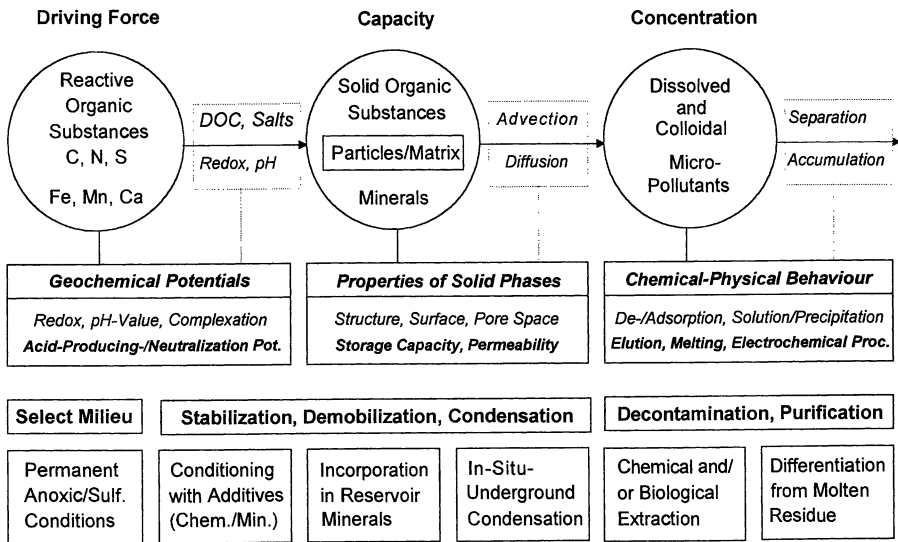 Driving Force
Capacity
Concentration
Reactive
Organic
Substances
C, N, S
Fe, Mn, Ca
DOC, Salts
Redox, pH
Solid Organic
Substances
Particles/Matrix
Minerals
Advection
Diffusion
Dissolved
and
Colloidal
Micro-
Pollutants
Separation
Accumulation
Geochemical Potentials
Redox, pH-Value, Complexation
Acid-Producing-/Neutralization Pot.
Properties of Solid Phases
Structure, Surface, Pore Space
Storage Capacity, Permeability
Chemical-Physical Behaviour
De-/Adsorption, Solution/Precipitation
Elution, Melting, Electrochemical Proc.
Select Milieu
Stabilization, Demobilization, Condensation
Decontamination, Purification
Permanent
Anoxic/Sulf.
Conditions
Conditioning
with Additives
(Chem./Min.)
Incorporation
in Reservoir
Minerals
In-Situ-
Underground
Condensation
Chemical and/
or Biological
Extraction
Differentiation
from Molten
Residue